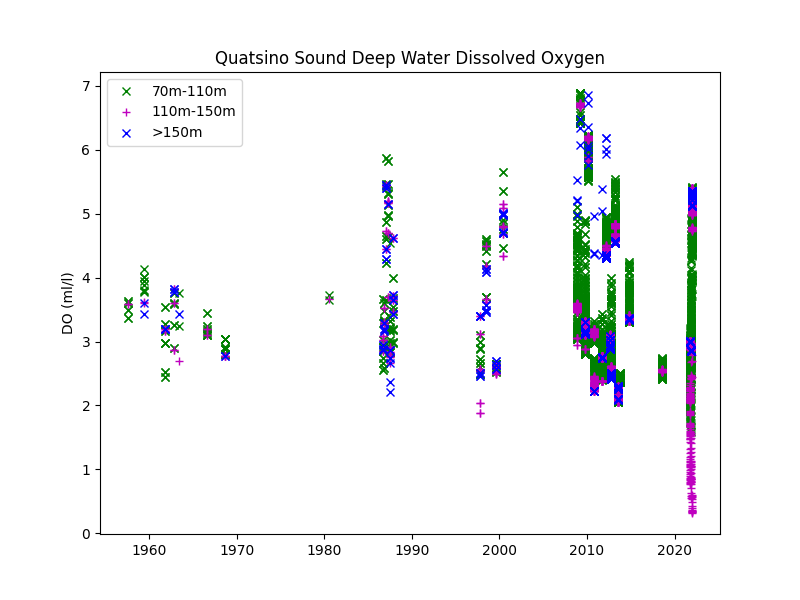 Quatsino Sound Deep Water Dissolved Oxygen
DO (ml/l)
7
6
5
4
3
2
1
0
70m-110m
110m-150m
>150m
1960 1970 1980 1990 2000 2010 2020